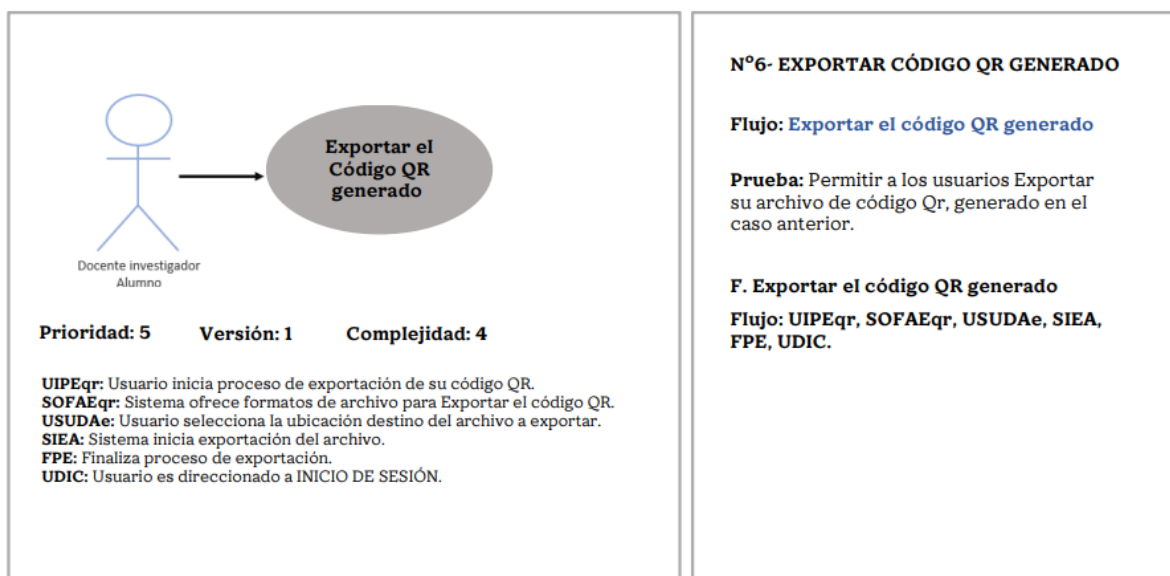 Exportar el
Código QR
generado
Docente investigador
Alumno
Prioridad: 5 Versión: 1 Complejidad: 4
UIPEqr: Usuario inicia proceso de exportación de su código QR.
SOFAEqr: Sistema ofrece formatos de archivo para Exportar el código QR.
USUDAe: Usuario selecciona la ubicación destino del archivo a exportar.
SIEA: Sistema inicia exportación del archivo.
FPE: Finaliza proceso de exportación.
UDIC: Usuario es direccionado a INICIO DE SESIÓN.
Nº6- EXPORTAR CÓDIGO QR GENERADO
Flujo: Exportar el código QR generado
Prueba: Permitir a los usuarios Exportar
su archivo de código Qr, generado en el
caso anterior.
F. Exportar el código QR generado
Flujo: UIPEqr, SOFAEqr, USUDAe, SIEA,
FPE, UDIC.